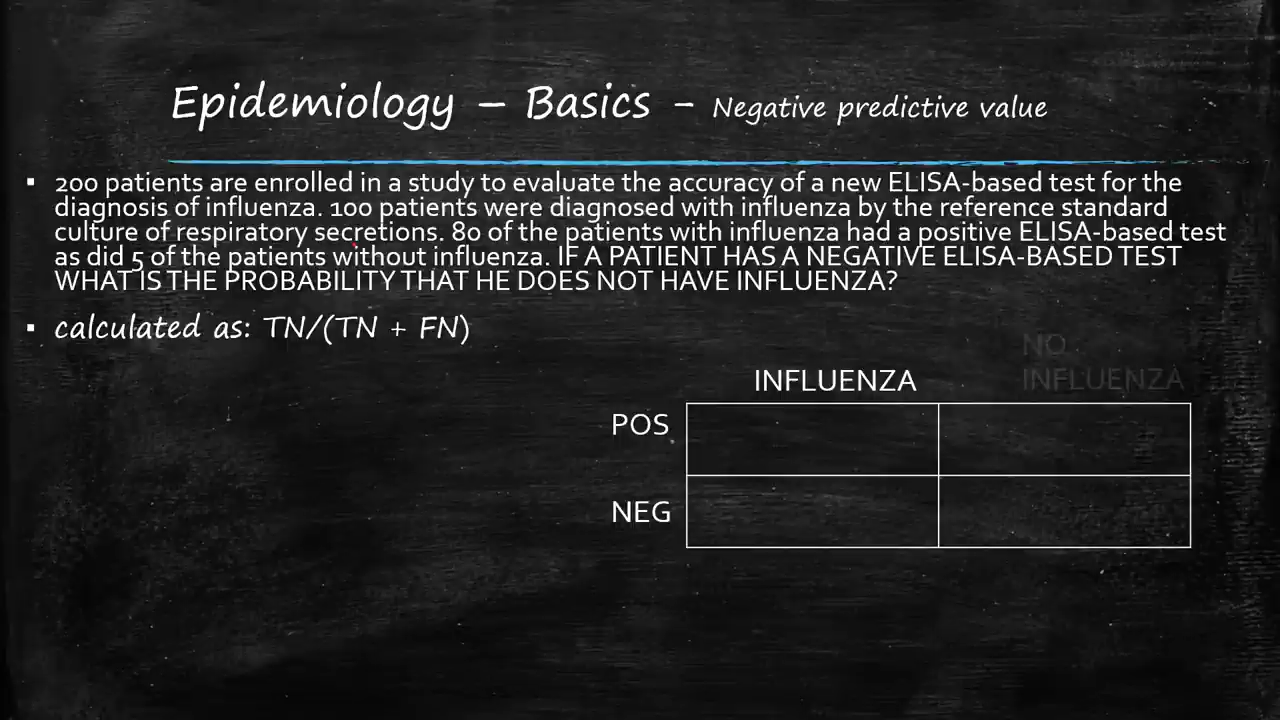 Epidemiology – Basics – Negative predictive value
▪ 200 patients are enrolled in a study to evaluate the accuracy of a new ELISA-based test for the
diagnosis of influenza. 100 patients were diagnosed with influenza by the reference standard
culture of respiratory secretions. 80 of the patients with influenza had a positive ELISA-based test
as did 5 of the patients without influenza. IF A PATIENT HAS A NEGATIVE ELISA-BASED TEST
WHAT IS THE PROBABILITY THAT HE DOES NOT HAVE INFLUENZA?
▪ calculated as: TN/(TN + FN)
NO
INFLUENZA
INFLUENZA
POS
NEG